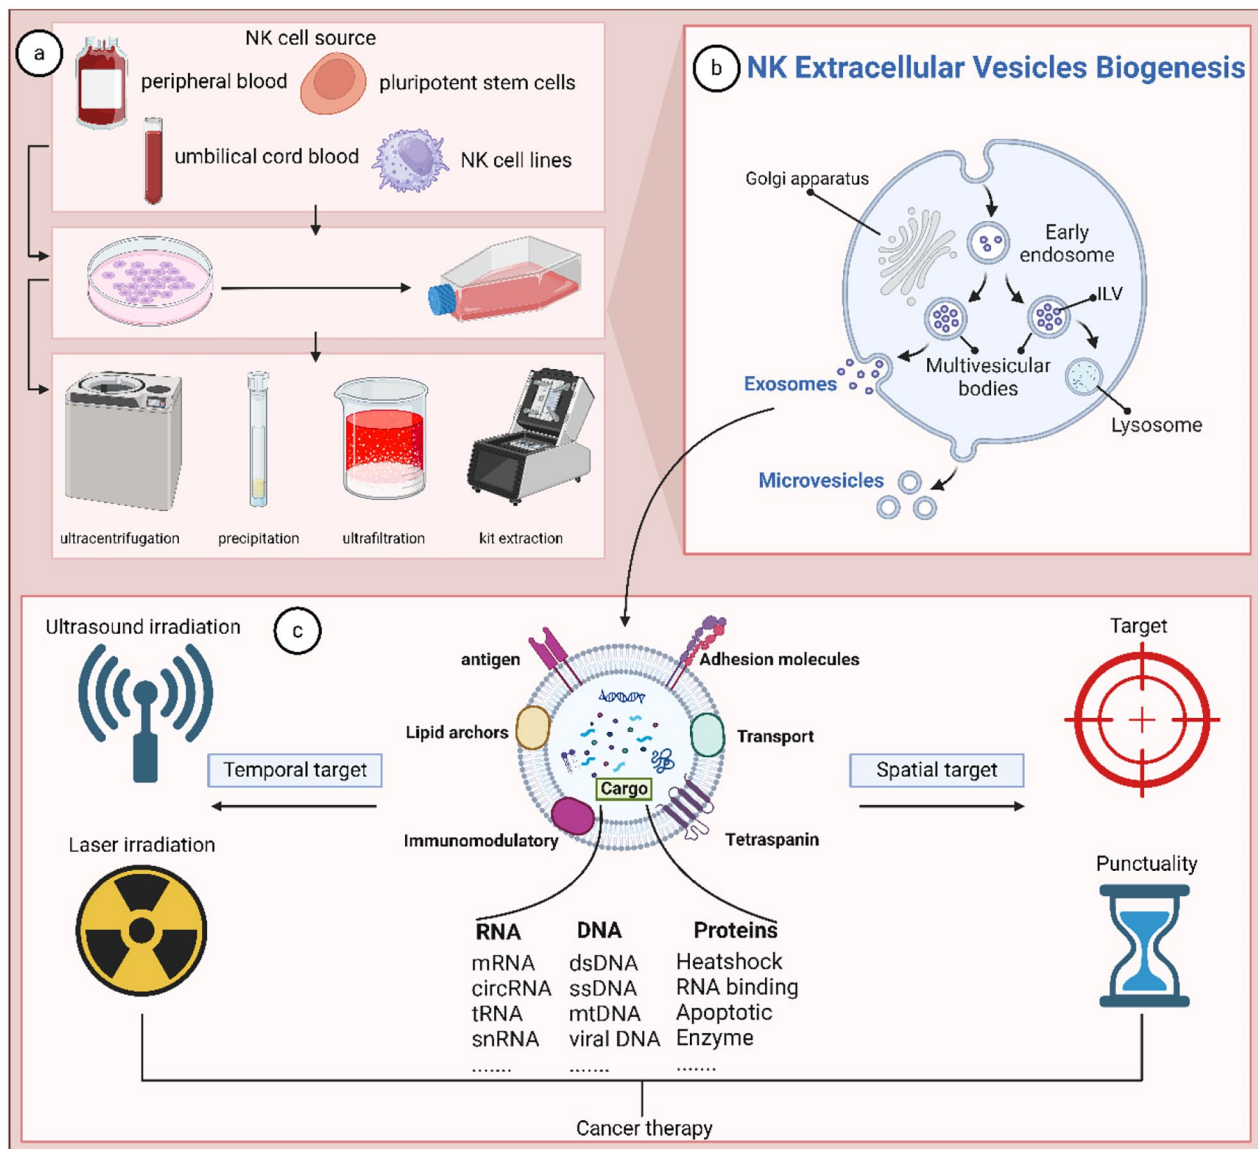 a
NK cell source
peripheral blood
pluripotent stem cells
umbilical cord blood
NK cell lines
ultracentrifugation
precipitation
ultrafiltration
kit extraction
b
NK Extracellular Vesicles Biogenesis
Golgi apparatus
Early
endosome
ILV
Multivesicular
bodies
Exosomes
Lysosome
Microvesicles
c
Ultrasound irradiation
antigen
Adhesion molecules
Target
Lipid archors
Transport
Temporal target
Spatial target
Cargo
Immunomodulatory
Tetraspanin
Laser irradiation
Punctuality
RNA
mRNA
circRNA
tRNA
snRNA
.......
DNA
dsDNA
ssDNA
mtDNA
viral DNA
.......
Proteins
Heatshock
RNA binding
Apoptotic
Enzyme
.......
Cancer therapy